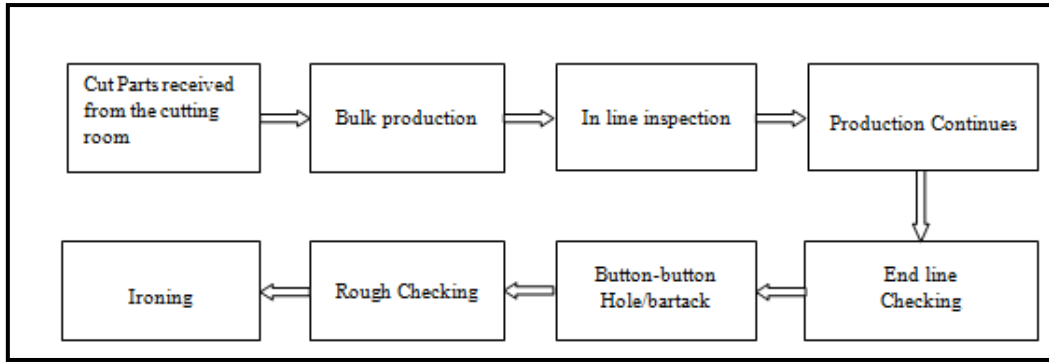 Cut Parts received
from the cutting
room
Bulk production
In line inspection
Production Continues
End line
Checking
Button-button
Hole/bartack
Rough Checking
Ironing